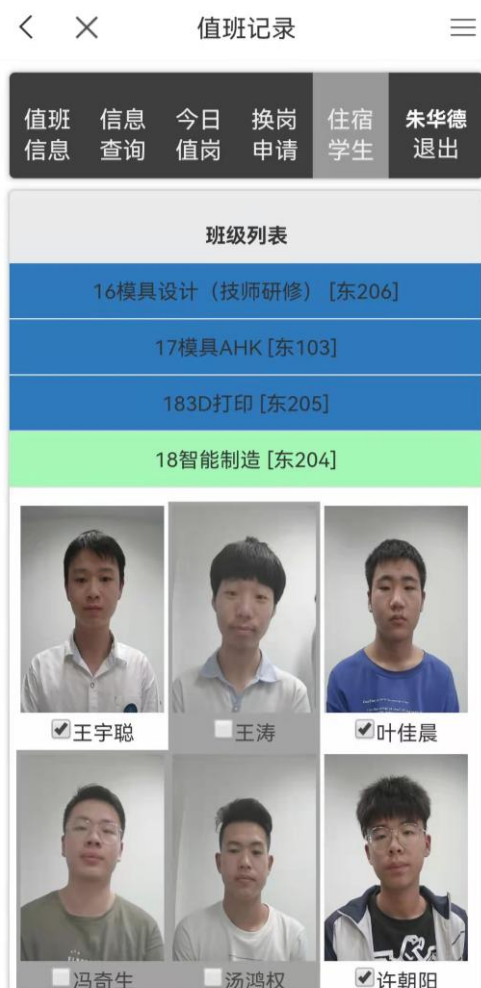 值班记录
值班 信息 今日 换岗 住宿 朱华德
信息 查询 值岗 申请 学生 退出
班级列表
16模具设计（技师研修） [东206]
17模具AHK [东103]
183D打印 [东205]
18智能制造 [东204]
王宇聪 王涛 叶佳晨
冯奇生 汤鸿权 许朝阳